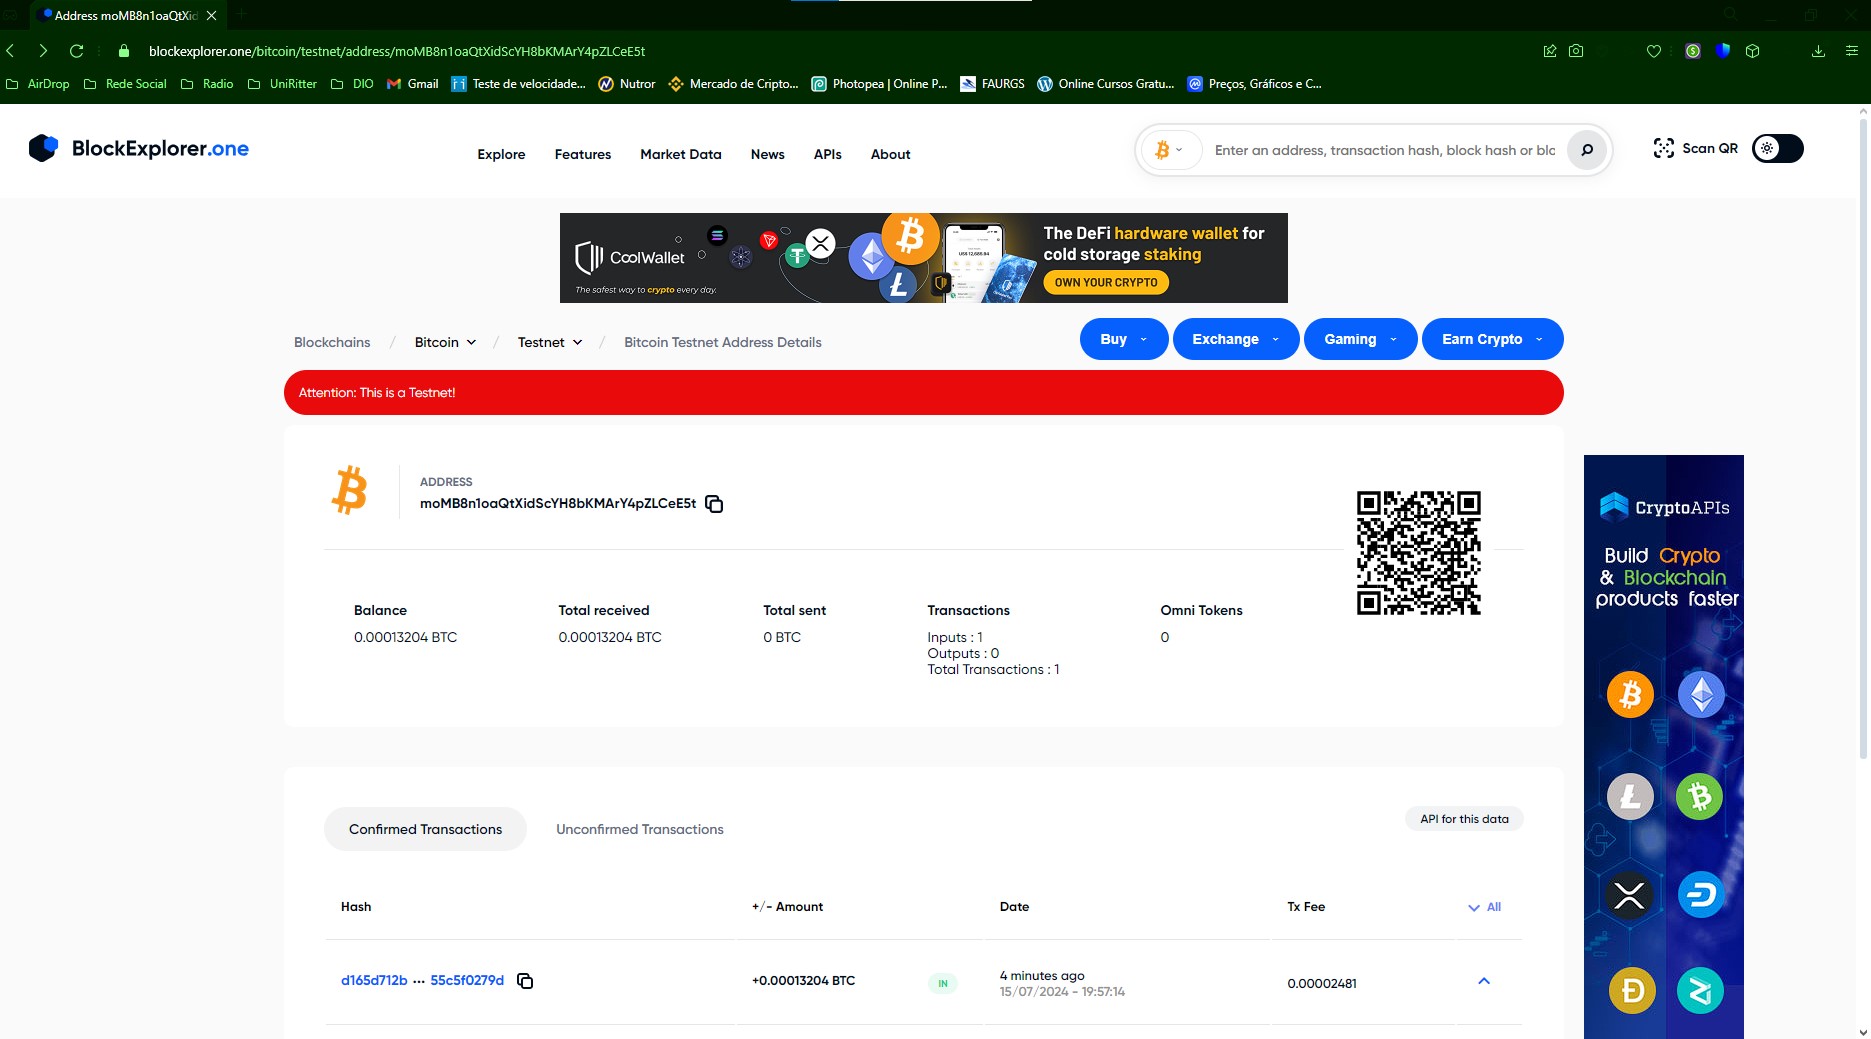 Address moMB8n1oaQtXid
blockexplorer.one/bitcoin/testnet/address/moMB8n1oaQtXidScYH8bKMArY4pZLCeE5t
AirDrop Rede Social Radio UniRitter DIO Gmail Teste de velocidade... Nutror Mercado de Cripto... Photopea | Online P... FAURGS Online Cursos Gratu... Preços, Gráficos e C...
BlockExplorer.one
Explore Features Market Data News APIs About
Enter an address, transaction hash, block hash or blo
Scan QR
CoolWallet
The safest way to crypto every day.
The DeFi hardware wallet for
cold storage staking
OWN YOUR CRYPTO
Blockchains / Bitcoin / Testnet / Bitcoin Testnet Address Details
Buy Exchange Gaming Earn Crypto
Attention: This is a Testnet!
ADDRESS
moMB8n1oaQtXidScYH8bKMArY4pZLCeE5t
Balance Total received Total sent Transactions Omni Tokens
0.00013204 BTC 0.00013204 BTC 0 BTC Inputs : 1 0
Outputs : 0
Total Transactions : 1
CryptoAPIs
Build Crypto
& Blockchain
products faster
Confirmed Transactions Unconfirmed Transactions API for this data
Hash +/- Amount Date Tx Fee All
d165d712b ... 55c5f0279d +0.00013204 BTC IN 4 minutes ago 0.00002481
15/07/2024 - 19:57:14